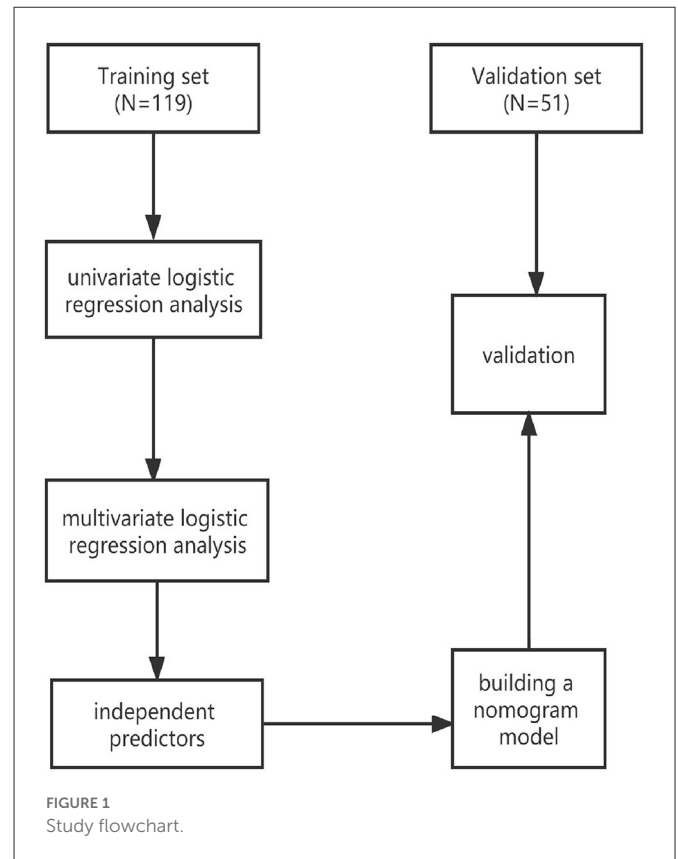 Training set
(N=119)
Validation set
(N=51)
univariate logistic
regression analysis
validation
multivariate logistic
regression analysis
independent
predictors
building a
nomogram
model
FIGURE 1
Study flowchart.